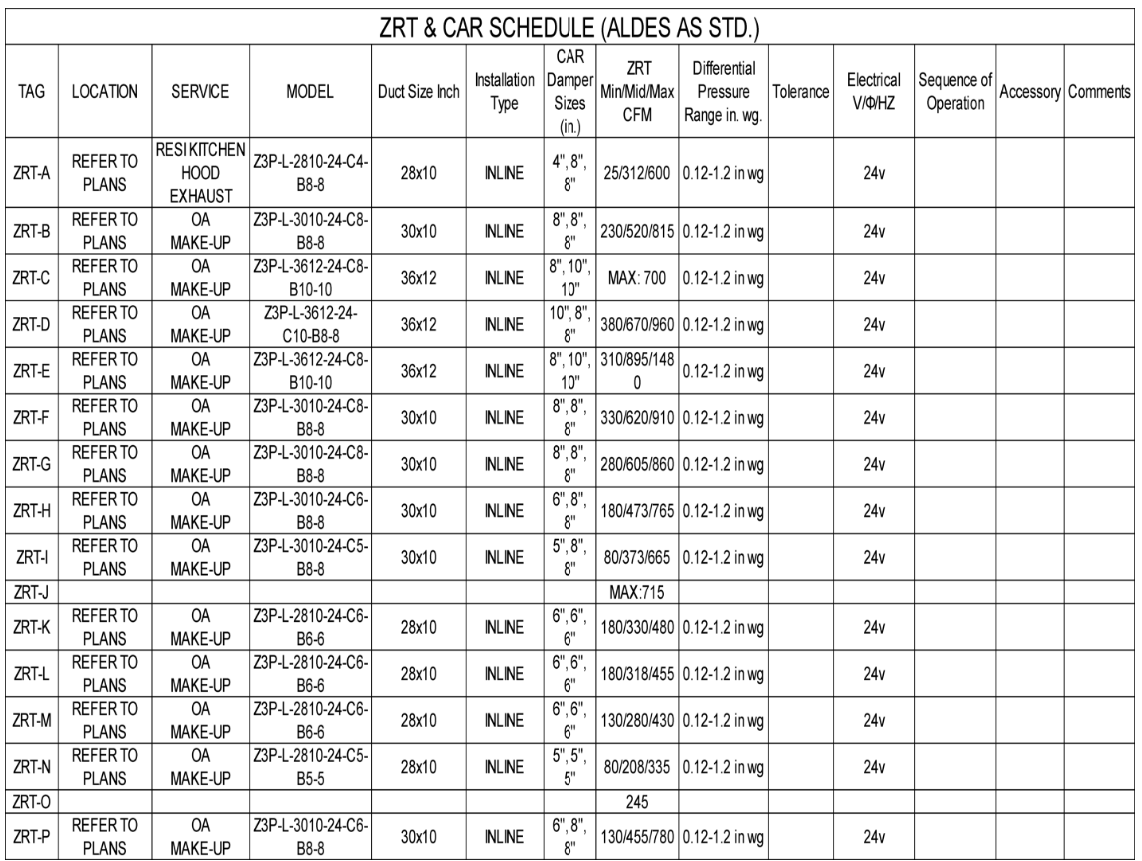 ZRT & CAR SCHEDULE (ALDES AS STD.)
TAG LOCATION SERVICE MODEL Duct Size Inch Installation Type CAR Damper Sizes (in.) ZRT Min/Mid/Max CFM Differential Pressure Range in. wg. Tolerance Electrical V/Φ/HZ Sequence of Operation Accessory Comments
ZRT-A REFER TO PLANS RESI KITCHEN HOOD EXHAUST Z3P-L-2810-24-C4-B8-8 28x10 INLINE 4", 8", 8" 25/312/600 0.12-1.2 in wg 24v
ZRT-B REFER TO PLANS OA MAKE-UP Z3P-L-3010-24-C8-B8-8 30x10 INLINE 8", 8", 8" 230/520/815 0.12-1.2 in wg 24v
ZRT-C REFER TO PLANS OA MAKE-UP Z3P-L-3612-24-C8-B10-10 36x12 INLINE 8", 10", 10" MAX: 700 0.12-1.2 in wg 24v
ZRT-D REFER TO PLANS OA MAKE-UP Z3P-L-3612-24-C10-B8-8 36x12 INLINE 10", 8", 8" 380/670/960 0.12-1.2 in wg 24v
ZRT-E REFER TO PLANS OA MAKE-UP Z3P-L-3612-24-C8-B10-10 36x12 INLINE 8", 10", 10" 310/895/1480 0.12-1.2 in wg 24v
ZRT-F REFER TO PLANS OA MAKE-UP Z3P-L-3010-24-C8-B8-8 30x10 INLINE 8", 8", 8" 330/620/910 0.12-1.2 in wg 24v
ZRT-G REFER TO PLANS OA MAKE-UP Z3P-L-3010-24-C8-B8-8 30x10 INLINE 8", 8", 8" 280/605/860 0.12-1.2 in wg 24v
ZRT-H REFER TO PLANS OA MAKE-UP Z3P-L-3010-24-C6-B8-8 30x10 INLINE 6", 8", 8" 180/473/765 0.12-1.2 in wg 24v
ZRT-I REFER TO PLANS OA MAKE-UP Z3P-L-3010-24-C5-B8-8 30x10 INLINE 5", 8", 8" 80/373/665 0.12-1.2 in wg 24v
ZRT-J MAX:715
ZRT-K REFER TO PLANS OA MAKE-UP Z3P-L-2810-24-C6-B6-6 28x10 INLINE 6", 6", 6" 180/330/480 0.12-1.2 in wg 24v
ZRT-L REFER TO PLANS OA MAKE-UP Z3P-L-2810-24-C6-B6-6 28x10 INLINE 6", 6", 6" 180/318/455 0.12-1.2 in wg 24v
ZRT-M REFER TO PLANS OA MAKE-UP Z3P-L-2810-24-C6-B6-6 28x10 INLINE 6", 6", 6" 130/280/430 0.12-1.2 in wg 24v
ZRT-N REFER TO PLANS OA MAKE-UP Z3P-L-2810-24-C5-B5-5 28x10 INLINE 5", 5", 5" 80/208/335 0.12-1.2 in wg 24v
ZRT-O 245
ZRT-P REFER TO PLANS OA MAKE-UP Z3P-L-3010-24-C6-B8-8 30x10 INLINE 6", 8", 8" 130/455/780 0.12-1.2 in wg 24v